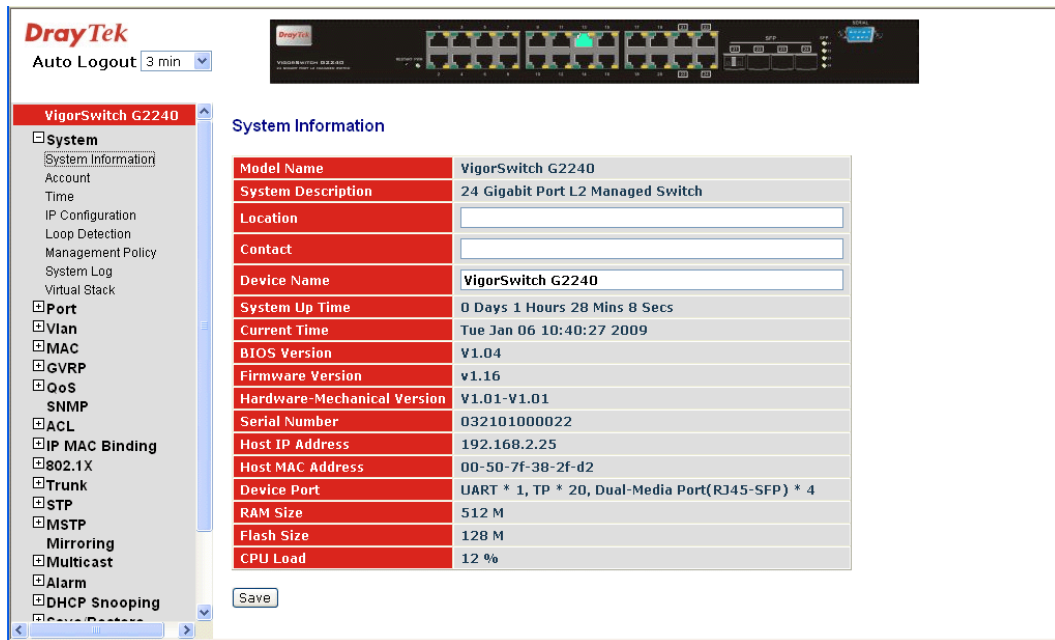 DrayTek
Auto Logout 3 min
DrayTek
VIGORSWITCH G2240
SFP
SERIAL
VigorSwitch G2240
System
System Information
Account
Time
IP Configuration
Loop Detection
Management Policy
System Log
Virtual Stack
Port
Vlan
MAC
GVRP
QoS
SNMP
ACL
IP MAC Binding
802.1X
Trunk
STP
MSTP
Mirroring
Multicast
Alarm
DHCP Snooping
Save/Restore
System Information
Model Name VigorSwitch G2240
System Description 24 Gigabit Port L2 Managed Switch
Location
Contact
Device Name VigorSwitch G2240
System Up Time 0 Days 1 Hours 28 Mins 8 Secs
Current Time Tue Jan 06 10:40:27 2009
BIOS Version V1.04
Firmware Version v1.16
Hardware-Mechanical Version V1.01-V1.01
Serial Number 032101000022
Host IP Address 192.168.2.25
Host MAC Address 00-50-7f-38-2f-d2
Device Port UART * 1, TP * 20, Dual-Media Port(RJ45-SFP) * 4
RAM Size 512 M
Flash Size 128 M
CPU Load 12 %
Save